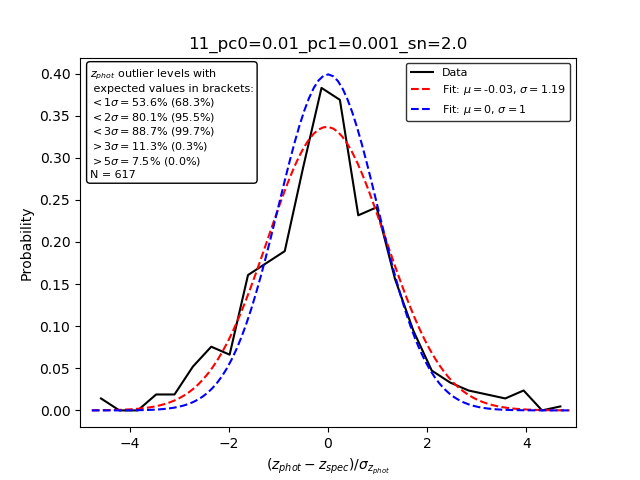 11_pc0=0.01_pc1=0.001_sn=2.0
z_phot outlier levels with
expected values in brackets:
< 1σ = 53.6% (68.3%)
< 2σ = 80.1% (95.5%)
< 3σ = 88.7% (99.7%)
> 3σ = 11.3% (0.3%)
> 5σ = 7.5% (0.0%)
N = 617
Data
Fit: μ = -0.03, σ = 1.19
Fit: μ = 0, σ = 1
Probability
0.40
0.35
0.30
0.25
0.20
0.15
0.10
0.05
0.00
−4
−2
0
2
4
(z_phot − z_spec)/σ_z_phot